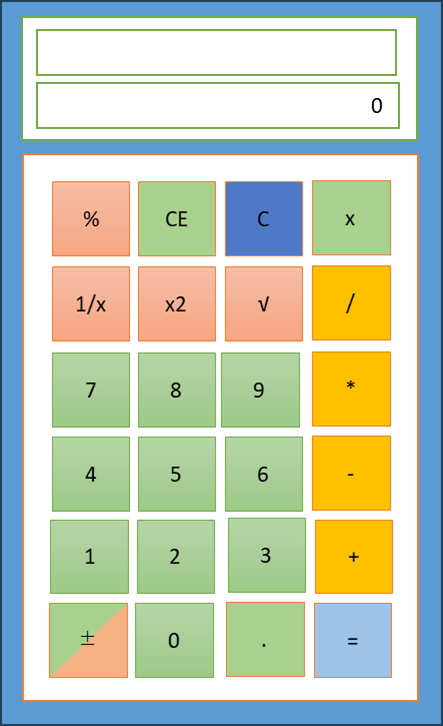 0
% CE C x
1/x x2 √ /
7 8 9 *
4 5 6 -
1 2 3 +
± 0 . =